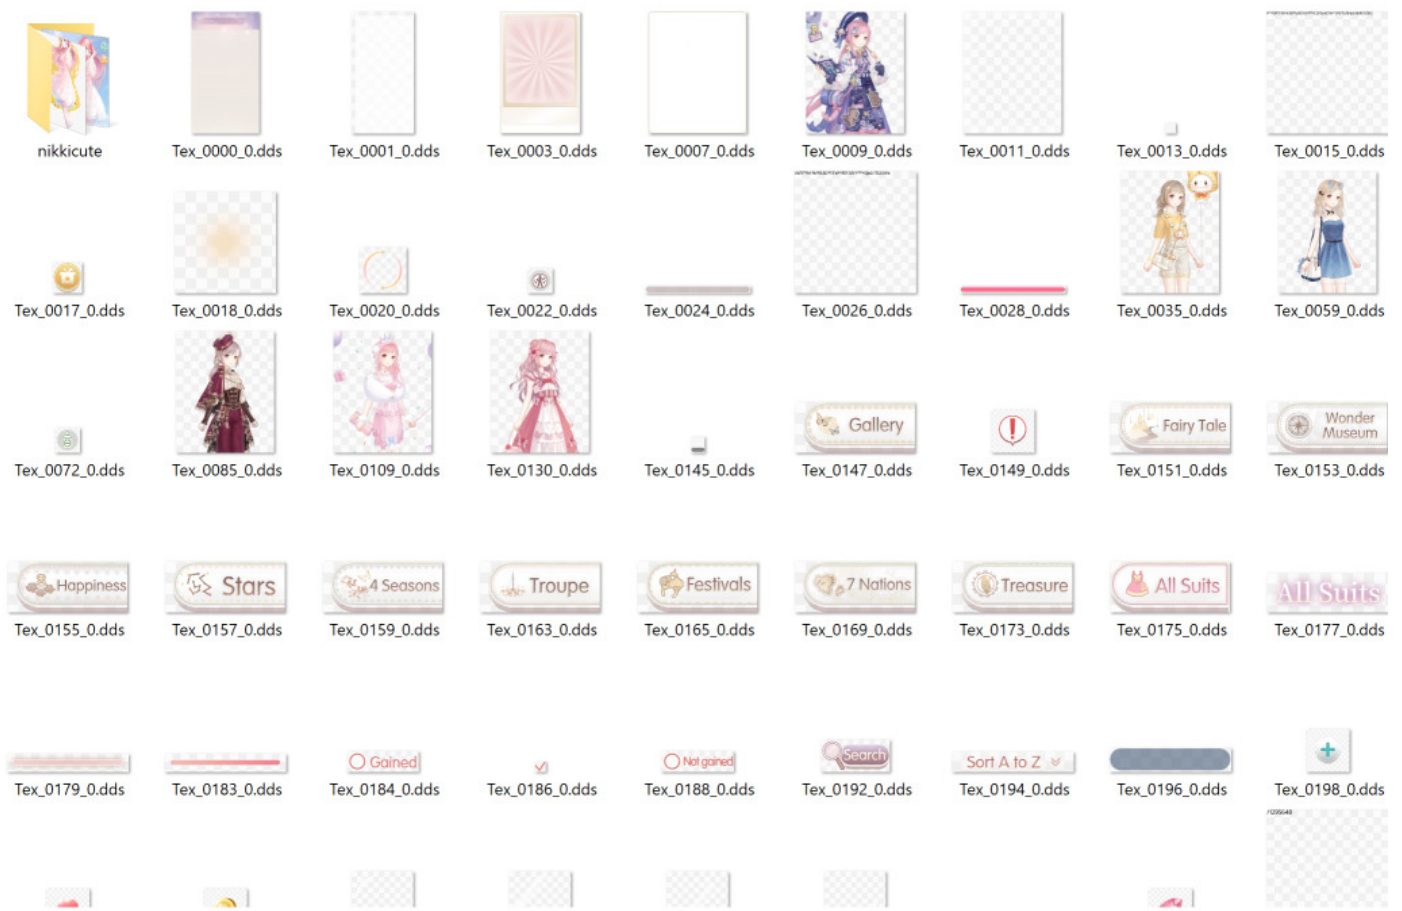 nikkicute
Tex_0000_0.dds
Tex_0001_0.dds
Tex_0003_0.dds
Tex_0007_0.dds
Tex_0009_0.dds
Tex_0011_0.dds
Tex_0013_0.dds
Tex_0015_0.dds
Tex_0017_0.dds
Tex_0018_0.dds
Tex_0020_0.dds
Tex_0022_0.dds
Tex_0024_0.dds
Tex_0026_0.dds
Tex_0028_0.dds
Tex_0035_0.dds
Tex_0059_0.dds
Gallery
Fairy Tale
Wonder
Museum
Tex_0072_0.dds
Tex_0085_0.dds
Tex_0109_0.dds
Tex_0130_0.dds
Tex_0145_0.dds
Tex_0147_0.dds
Tex_0149_0.dds
Tex_0151_0.dds
Tex_0153_0.dds
Happiness
Stars
4 Seasons
Troupe
Festivals
7 Nations
Treasure
All Suits
All Suits
Tex_0155_0.dds
Tex_0157_0.dds
Tex_0159_0.dds
Tex_0163_0.dds
Tex_0165_0.dds
Tex_0169_0.dds
Tex_0173_0.dds
Tex_0175_0.dds
Tex_0177_0.dds
Gained
Not gained
Search
Sort A to Z
Tex_0179_0.dds
Tex_0183_0.dds
Tex_0184_0.dds
Tex_0186_0.dds
Tex_0188_0.dds
Tex_0192_0.dds
Tex_0194_0.dds
Tex_0196_0.dds
Tex_0198_0.dds